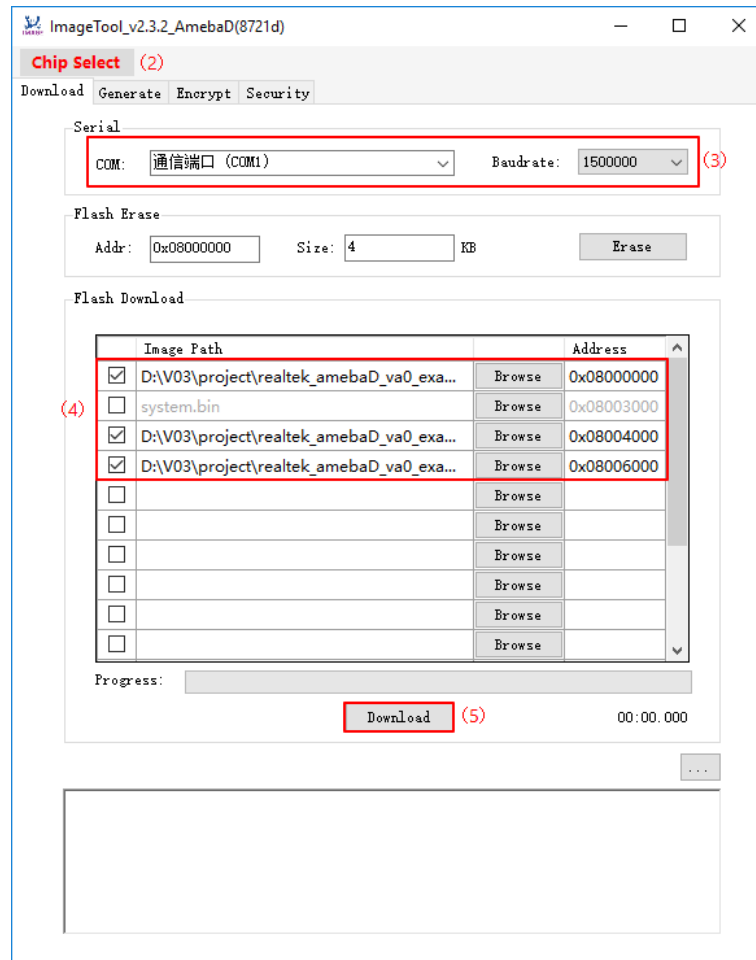 ImageTool_v2.3.2_AmebaD(8721d)
Chip Select (2)
Download Generate Encrypt Security
Serial
COM: 通信端口 (COM1) Baudrate: 1500000 (3)
Flash Erase
Addr: 0x08000000 Size: 4 KB Erase
Flash Download
Image Path Address
D:\V03\project\realtek_amebaD_va0_exa... Browse 0x08000000
(4) system.bin Browse 0x08003000
D:\V03\project\realtek_amebaD_va0_exa... Browse 0x08004000
D:\V03\project\realtek_amebaD_va0_exa... Browse 0x08006000
Browse
Browse
Browse
Browse
Browse
Browse
Progress:
Download (5) 00:00.000
...